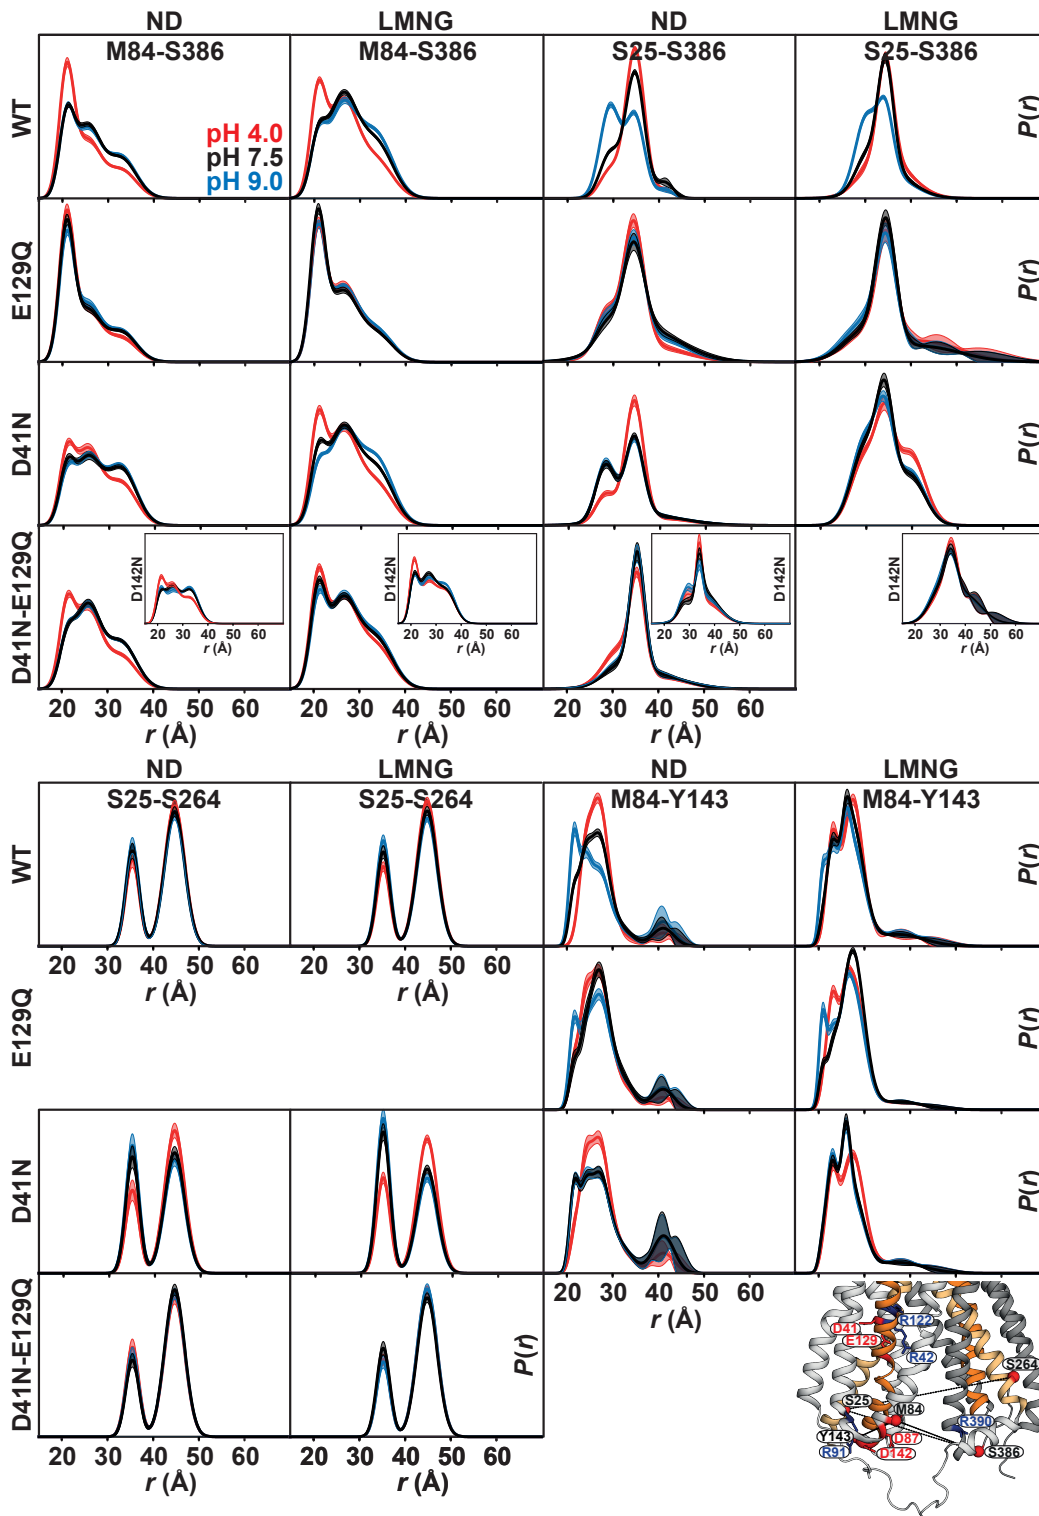 ND LMNG ND LMNG
M84-S386 M84-S386 S25-S386 S25-S386
WT
pH 4.0
pH 7.5
pH 9.0
P(r)
E129Q
P(r)
D41N
P(r)
D41N-E129Q
D142N
20 30 40 60
r (Å)
D142N
20 30 40 60
r (Å)
D142N
20 30 40 60
r (Å)
D142N
20 30 40 60
r (Å)
20 30 40 50 60 20 30 40 50 60 20 30 40 50 60
r (Å) r (Å) r (Å)
ND LMNG ND LMNG
S25-S264 S25-S264 M84-Y143 M84-Y143
WT
P(r)
20 30 40 50 60 20 30 40 50 60
r (Å) r (Å)
E129Q
P(r)
D41N
P(r)
20 30 40 50 60
r (Å)
D41N-E129Q
P(r)
20 30 40 50 60 20 30 40 50 60
r (Å) r (Å)
D41 R122
E129
R42
S264
S25
M84
R390
Y143 D87
R91 D142 S386